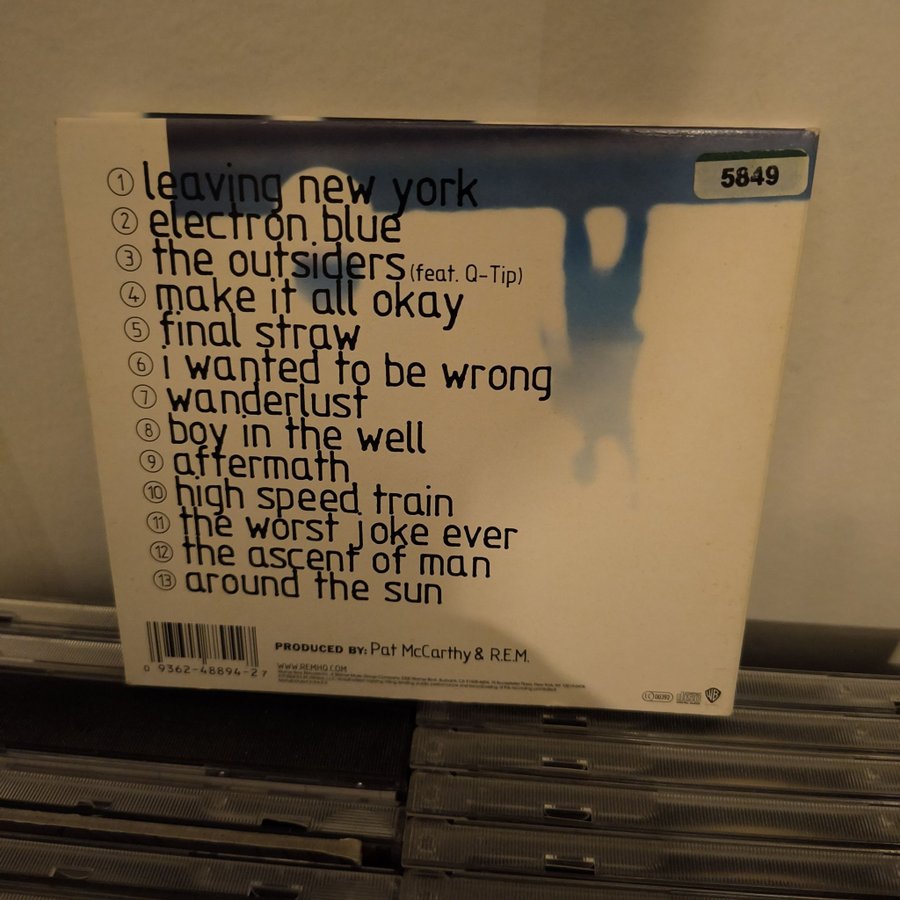 5849
1 leaving new york
2 electron blue
3 the outsiders (feat. Q-Tip)
4 make it all okay
5 final straw
6 i wanted to be wrong
7 wanderlust
8 boy in the well
9 aftermath
10 high speed train
11 the worst joke ever
12 the ascent of man
13 around the sun
PRODUCED BY: Pat McCarthy & R.E.M.
WWW.REMHQ.COM
0 9362-48894-2 7